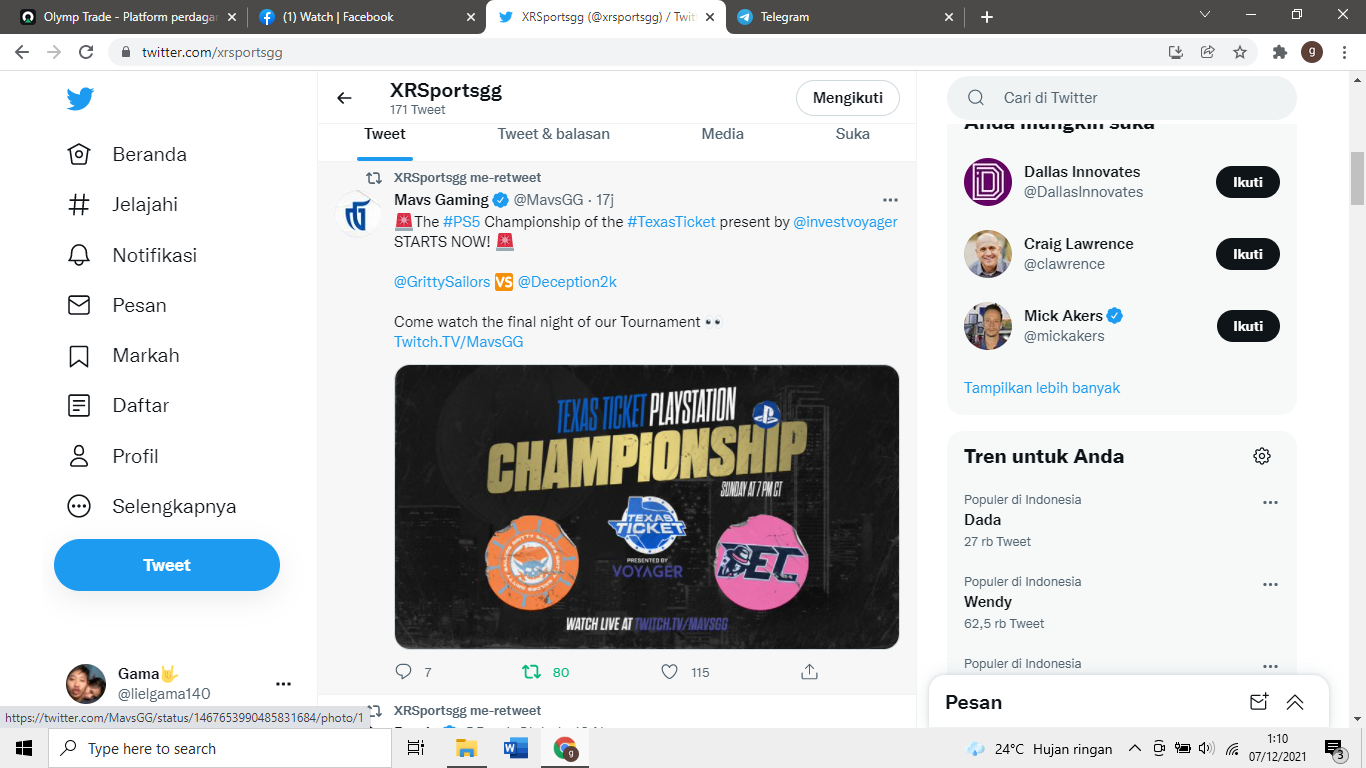 Olymp Trade - Platform perdagar
(1) Watch | Facebook
XRSportsgg (@xrsportsgg) / Twit
Telegram
twitter.com/xrsportsgg
g
XRSportsgg
171 Tweet
Mengikuti
Cari di Twitter
Tweet
Tweet & balasan
Media
Suka
Beranda
Jelajahi
Notifikasi
Pesan
Markah
Daftar
Profil
Selengkapnya
Tweet
Gama
@lielgama140
XRSportsgg me-retweet
Mavs Gaming @MavsGG · 17j
The #PS5 Championship of the #TexasTicket present by @investvoyager
STARTS NOW!
@GrittySailors VS @Deception2k
Come watch the final night of our Tournament
Twitch.TV/MavsGG
TEXAS TICKET PLAYSTATION
CHAMPIONSHIP
SUNDAY AT 7 PM CT
TEXAS
TICKET
PRESENTED BY
VOYAGER
DEC
WATCH LIVE AT TWITCH.TV/MAVSGG
7
80
115
XRSportsgg me-retweet
Anda mungkin suka
Dallas Innovates
@DallasInnovates
Ikuti
Craig Lawrence
@clawrence
Ikuti
Mick Akers
@mickakers
Ikuti
Tampilkan lebih banyak
Tren untuk Anda
Populer di Indonesia
Dada
27 rb Tweet
Populer di Indonesia
Wendy
62,5 rb Tweet
Populer di Indonesia
Pesan
https://twitter.com/MavsGG/status/1467653990485831684/photo/1
Type here to search
24°C Hujan ringan
1:10
07/12/2021
3